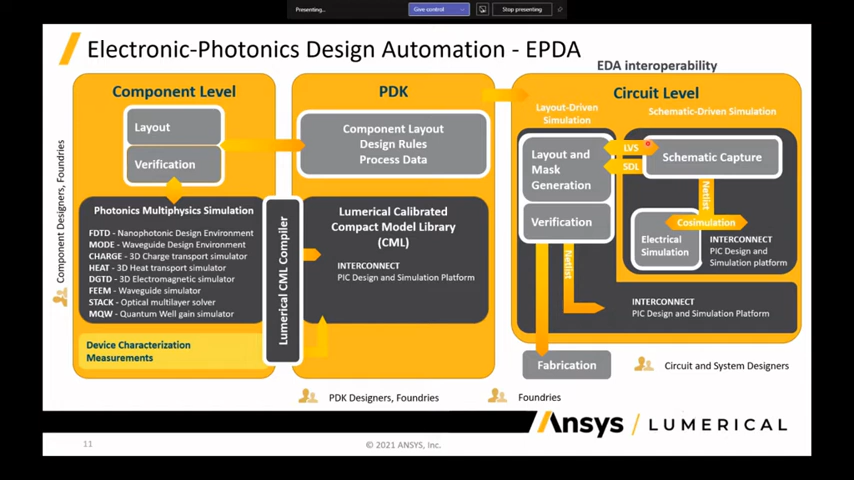 Presenting...
Give control
Stop presenting
Electronic-Photonics Design Automation - EPDA
EDA interoperability
Component Level
Layout
Verification
Photonics Multiphysics Simulation
FDTD - Nanophotonic Design Environment
MODE - Waveguide Design Environment
CHARGE - 3D Charge transport simulator
HEAT - 3D Heat transport simulator
DGTD - 3D Electromagnetic simulator
FEEM - Waveguide simulator
STACK - Optical multilayer solver
MQW - Quantum Well gain simulator
Device Characterization
Measurements
Component Designers, Foundries
Lumerical CML Compiler
PDK
Component Layout
Design Rules
Process Data
Lumerical Calibrated
Compact Model Library
(CML)
INTERCONNECT
PIC Design and Simulation Platform
PDK Designers, Foundries
Circuit Level
Layout-Driven
Simulation
Schematic-Driven Simulation
Layout and
Mask
Generation
Verification
LVS
SDL
Schematic Capture
Netlist
Cosimulation
Electrical
Simulation
INTERCONNECT
PIC Design and
Simulation platform
Netlist
INTERCONNECT
PIC Design and Simulation Platform
Fabrication
Circuit and System Designers
Foundries
Ansys / LUMERICAL
11
© 2021 ANSYS, Inc.